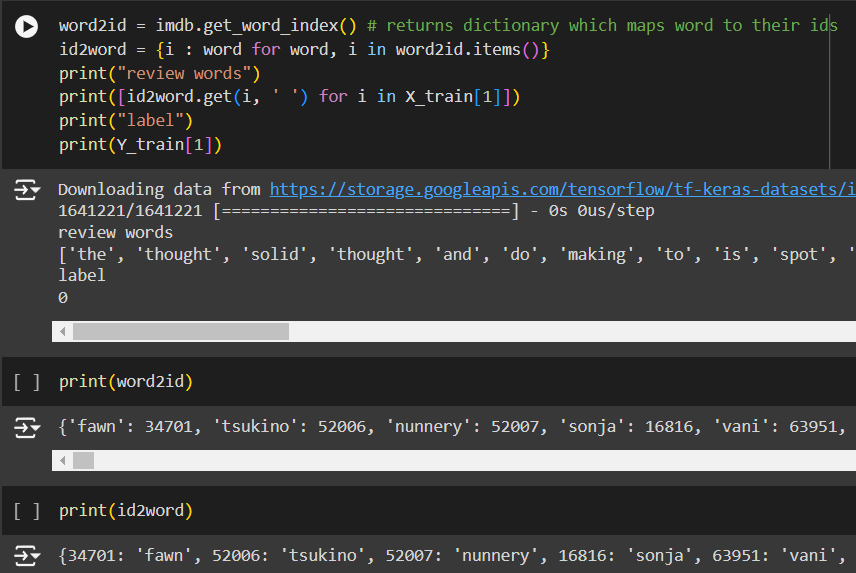 word2id = imdb.get_word_index() # returns dictionary which maps word to their ids
id2word = {i : word for word, i in word2id.items()}
print("review words")
print([id2word.get(i, ' ') for i in X_train[1]])
print("label")
print(Y_train[1])
Downloading data from https://storage.googleapis.com/tensorflow/tf-keras-datasets/i
1641221/1641221 [==============================] - 0s 0us/step
review words
['the', 'thought', 'solid', 'thought', 'and', 'do', 'making', 'to', 'is', 'spot', '
label
0
[ ] print(word2id)
{'fawn': 34701, 'tsukino': 52006, 'nunnery': 52007, 'sonja': 16816, 'vani': 63951,
[ ] print(id2word)
{34701: 'fawn', 52006: 'tsukino', 52007: 'nunnery', 16816: 'sonja', 63951: 'vani',